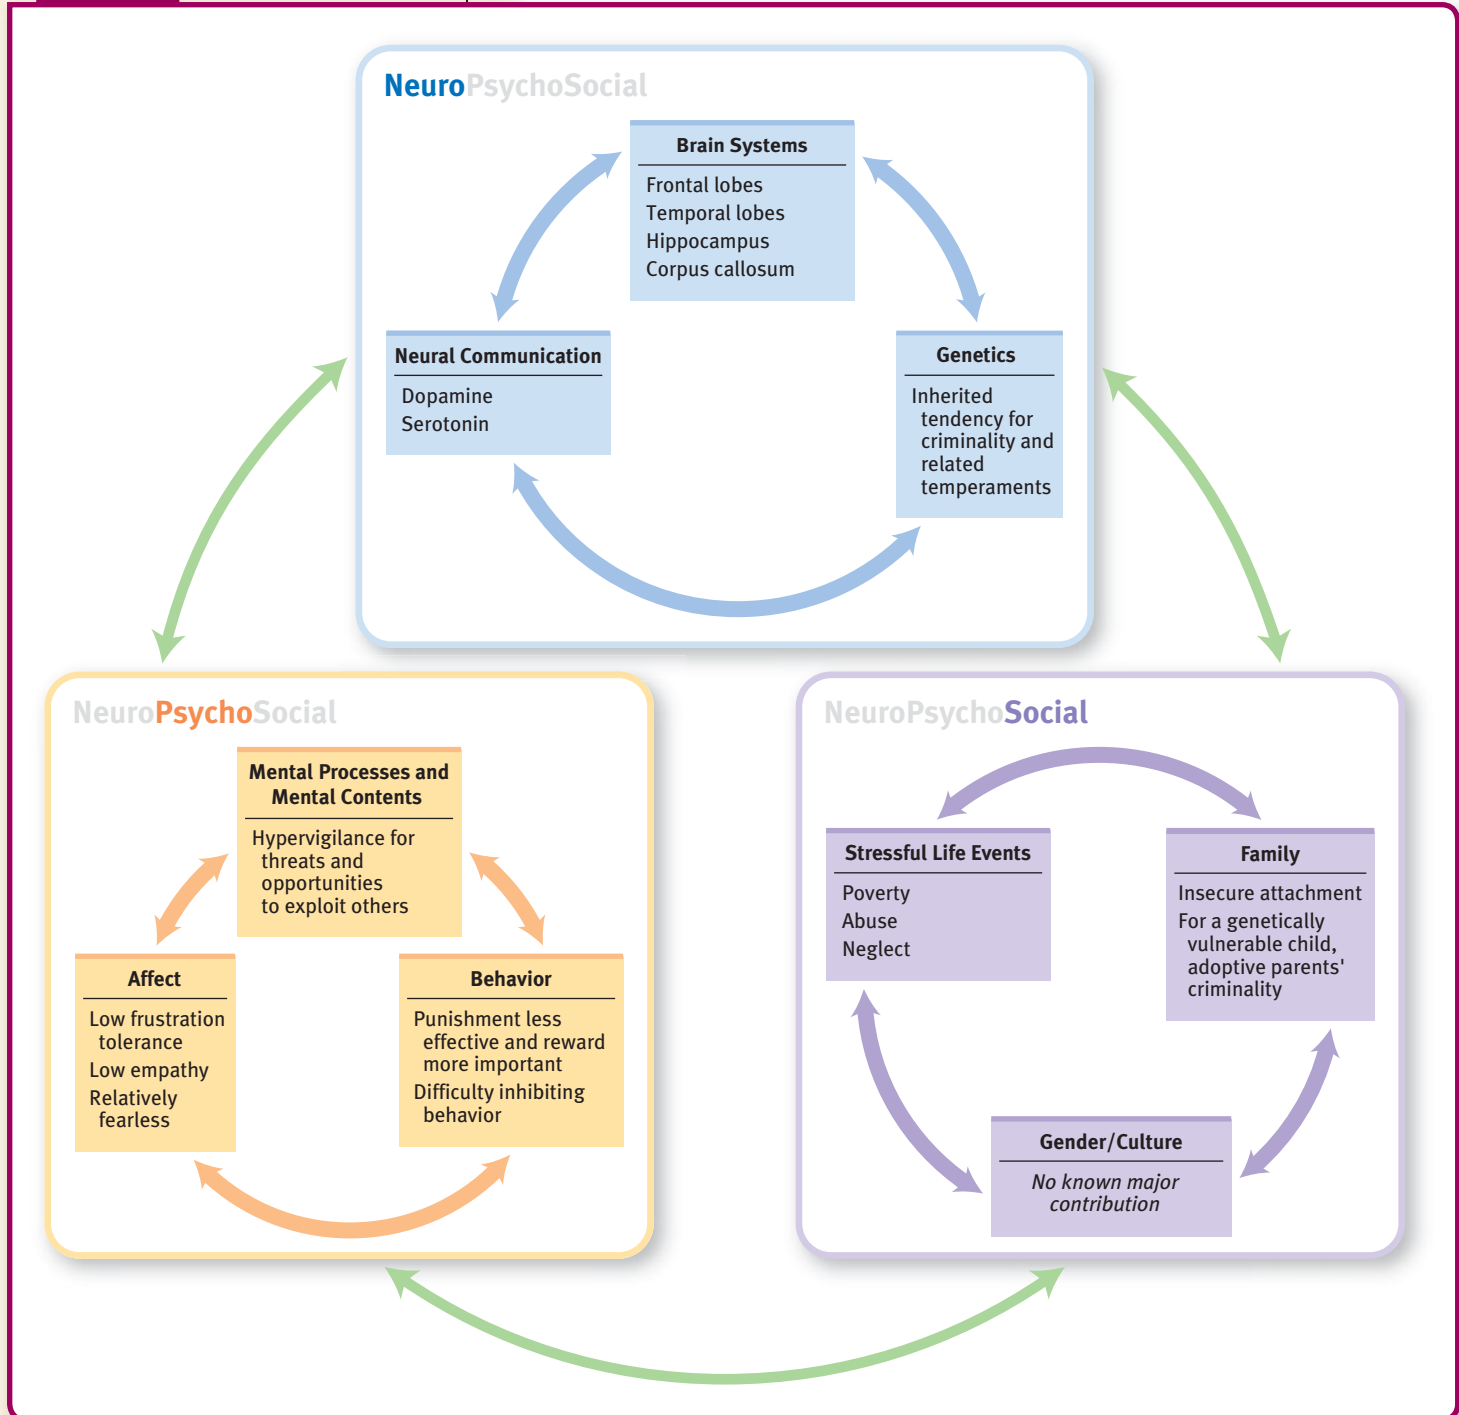 NeuroPsychoSocial
Brain Systems
Frontal lobes
Temporal lobes
Hippocampus
Corpus callosum
Neural Communication
Dopamine
Serotonin
Genetics
Inherited
tendency for
criminality and
related
temperaments
NeuroPsychoSocial
Mental Processes and
Mental Contents
Hypervigilance for
threats and
opportunities
to exploit others
Affect
Low frustration
tolerance
Low empathy
Relatively
fearless
Behavior
Punishment less
effective and reward
more important
Difficulty inhibiting
behavior
NeuroPsychoSocial
Stressful Life Events
Poverty
Abuse
Neglect
Family
Insecure attachment
For a genetically
vulnerable child,
adoptive parents'
criminality
Gender/Culture
No known major
contribution